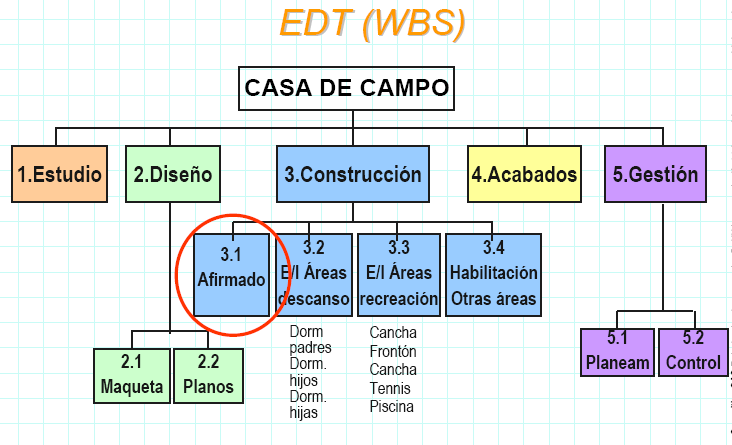 EDT (WBS)
CASA DE CAMPO
1.Estudio
2.Diseño
3.Construcción
4.Acabados
5.Gestión
3.1
Afirmado
3.2
E/I Áreas
descanso
3.3
E/I Áreas
recreación
3.4
Habilitación
Otras áreas
Dorm
padres
Dorm.
hijos
Dorm.
hijas
Cancha
Frontón
Cancha
Tennis
Piscina
2.1
Maqueta
2.2
Planos
5.1
Planeam
5.2
Control